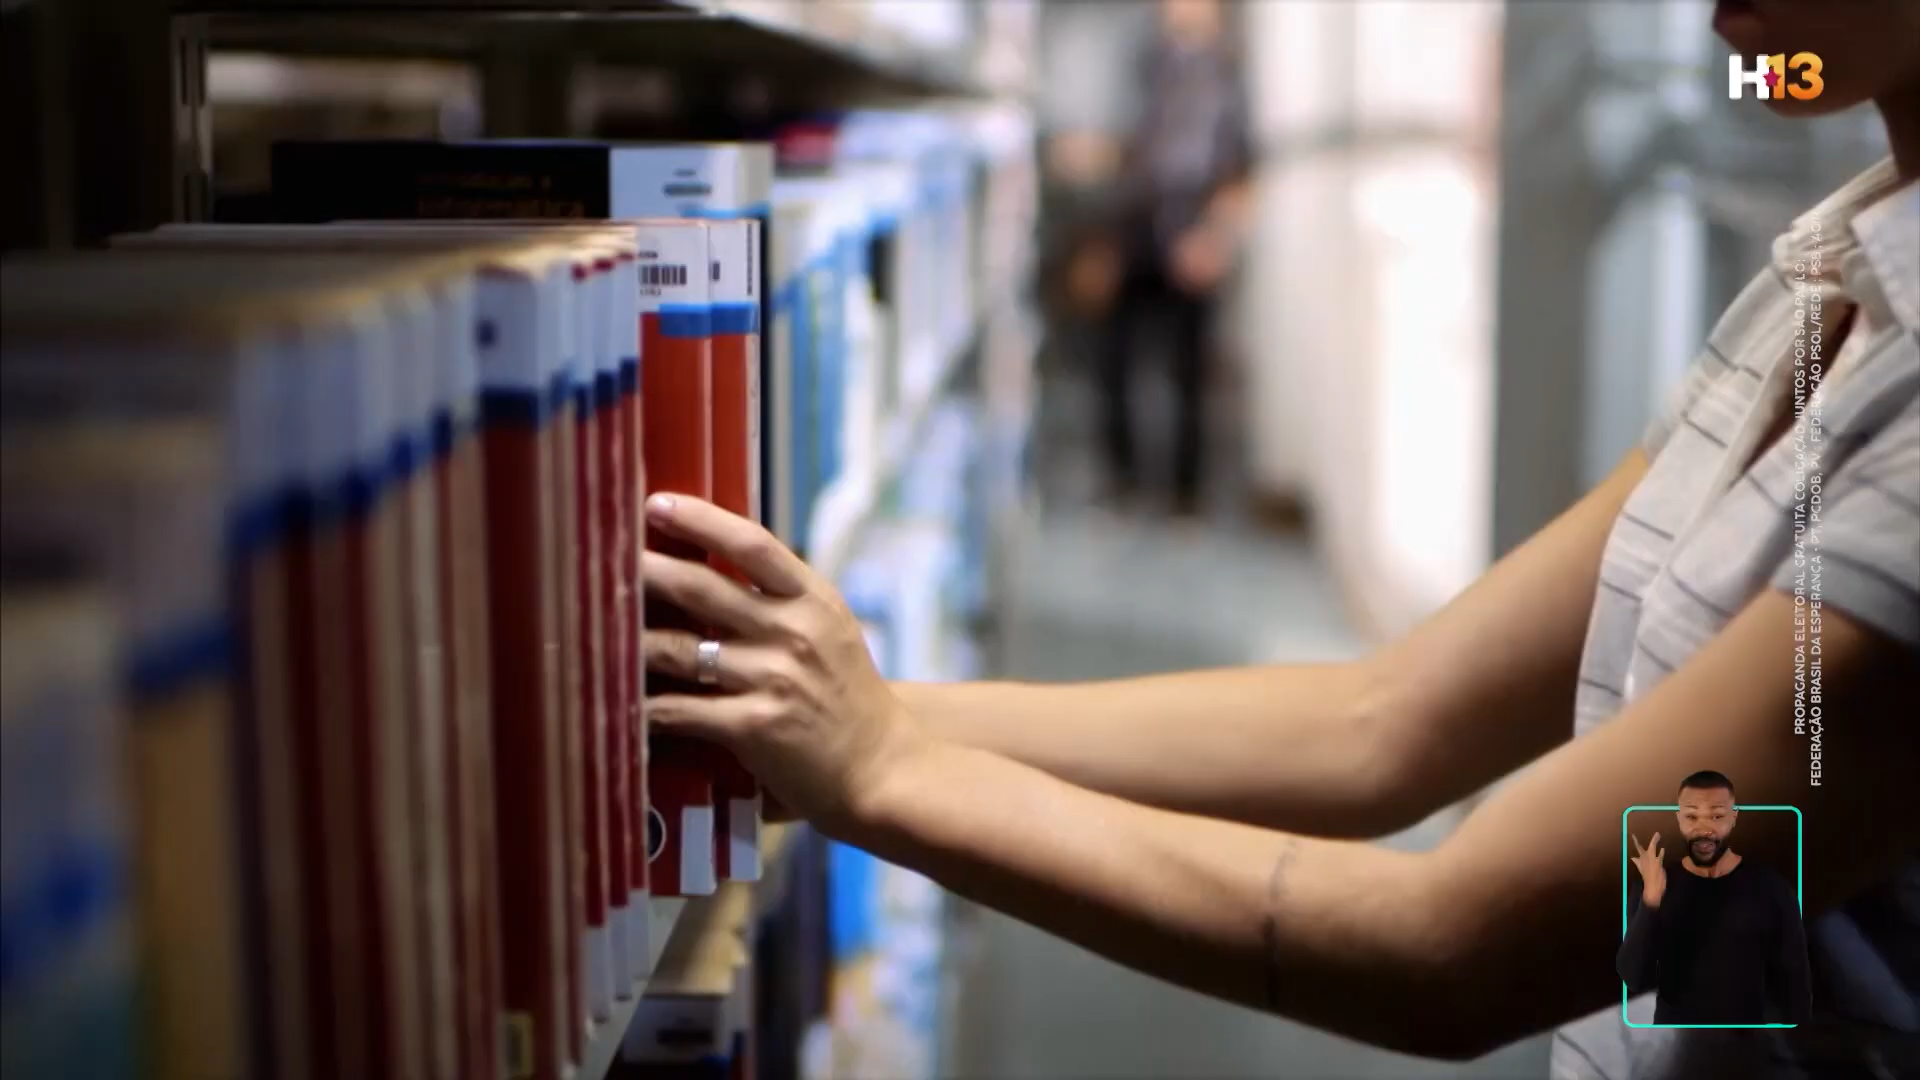 H13
PROPAGANDA ELEITORAL GRATUITA COLIGAÇÃO JUNTOS POR SÃO PAULO:
FEDERAÇÃO BRASIL DA ESPERANÇA - PT, PCDOB, PV / FEDERAÇÃO PSOL/REDE / PSB,